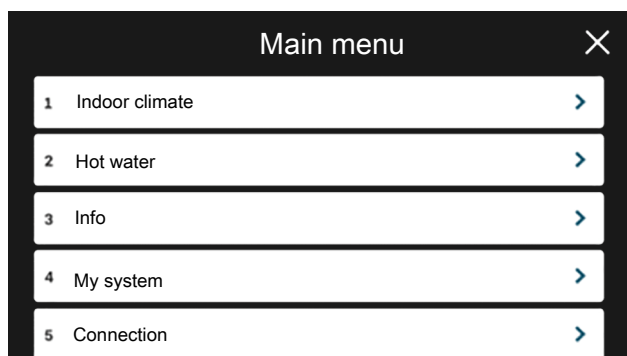 Main menu
1 Indoor climate
2 Hot water
3 Info
4 My system
5 Connection